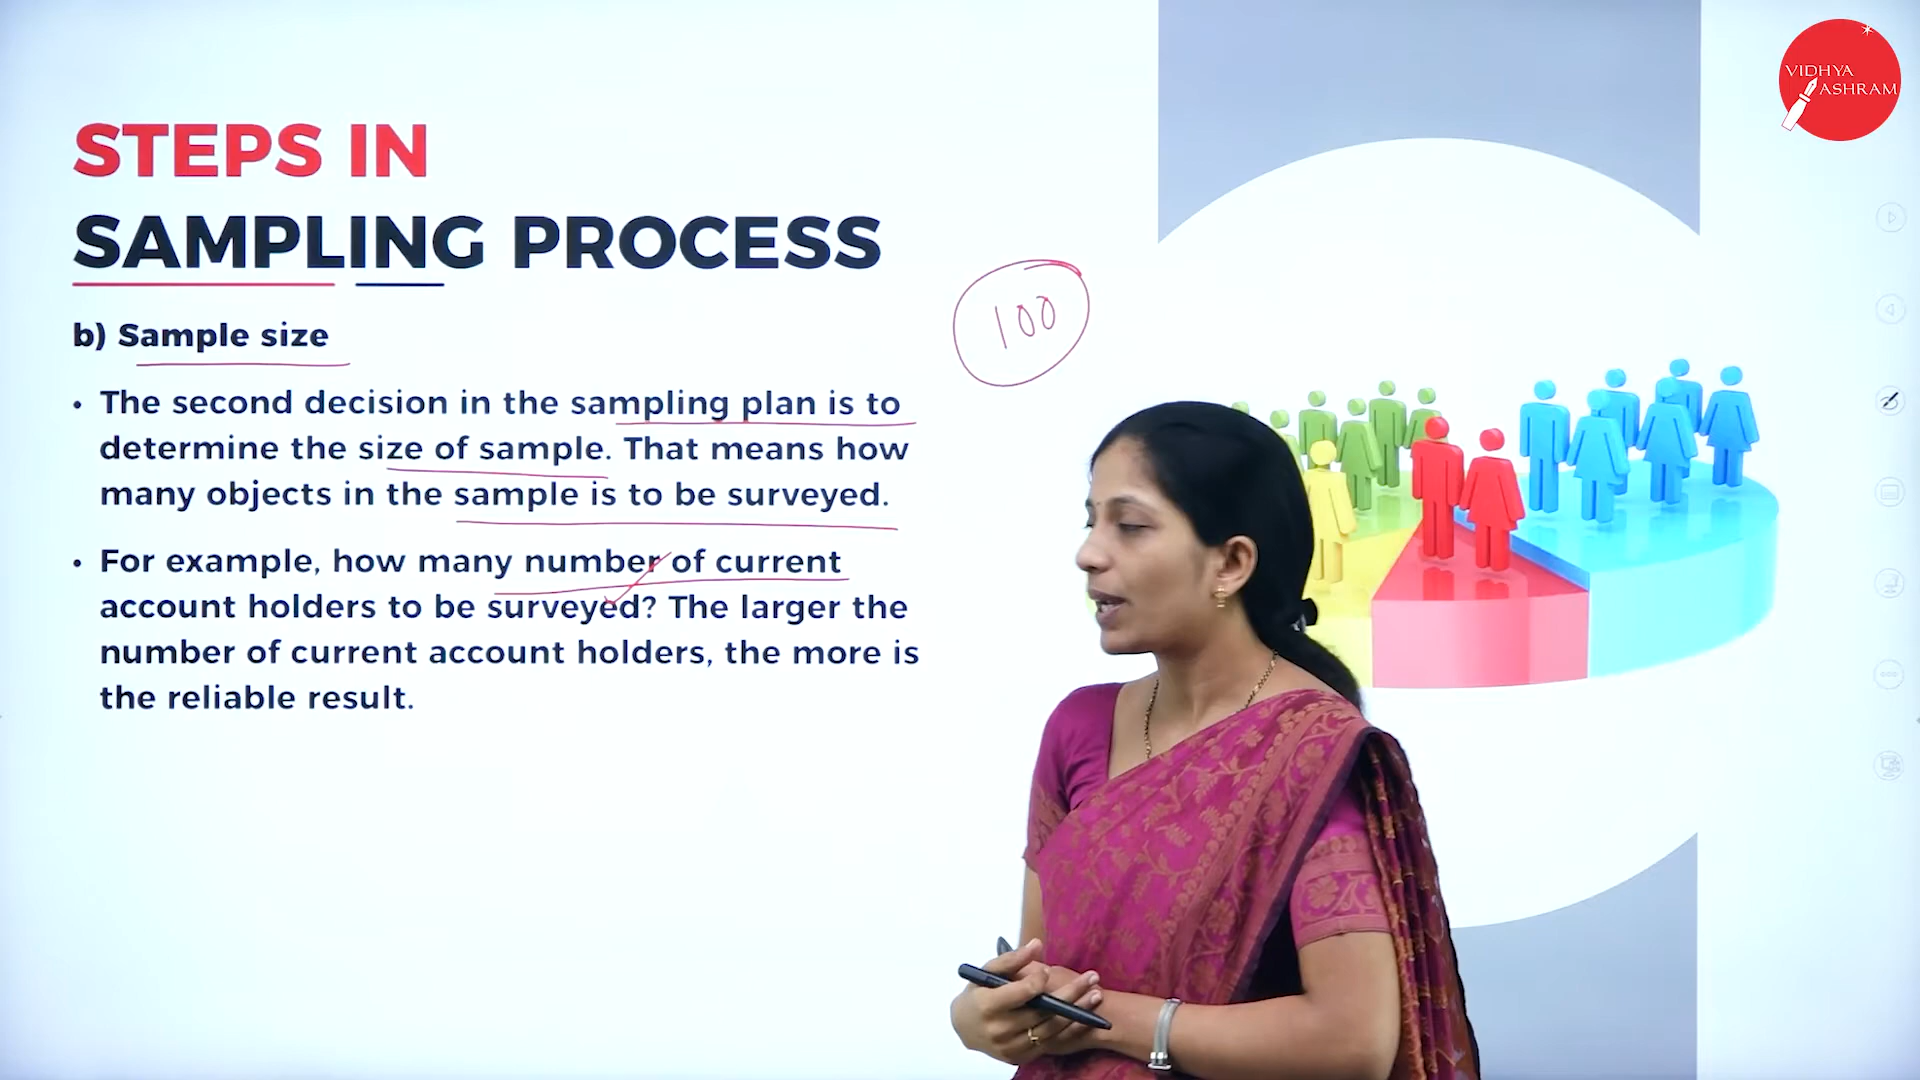 VIDHYA
ASHRAM
STEPS IN
SAMPLING PROCESS
100
b) Sample size
• The second decision in the sampling plan is to
determine the size of sample. That means how
many objects in the sample is to be surveyed.
• For example, how many number of current
account holders to be surveyed? The larger the
number of current account holders, the more is
the reliable result.